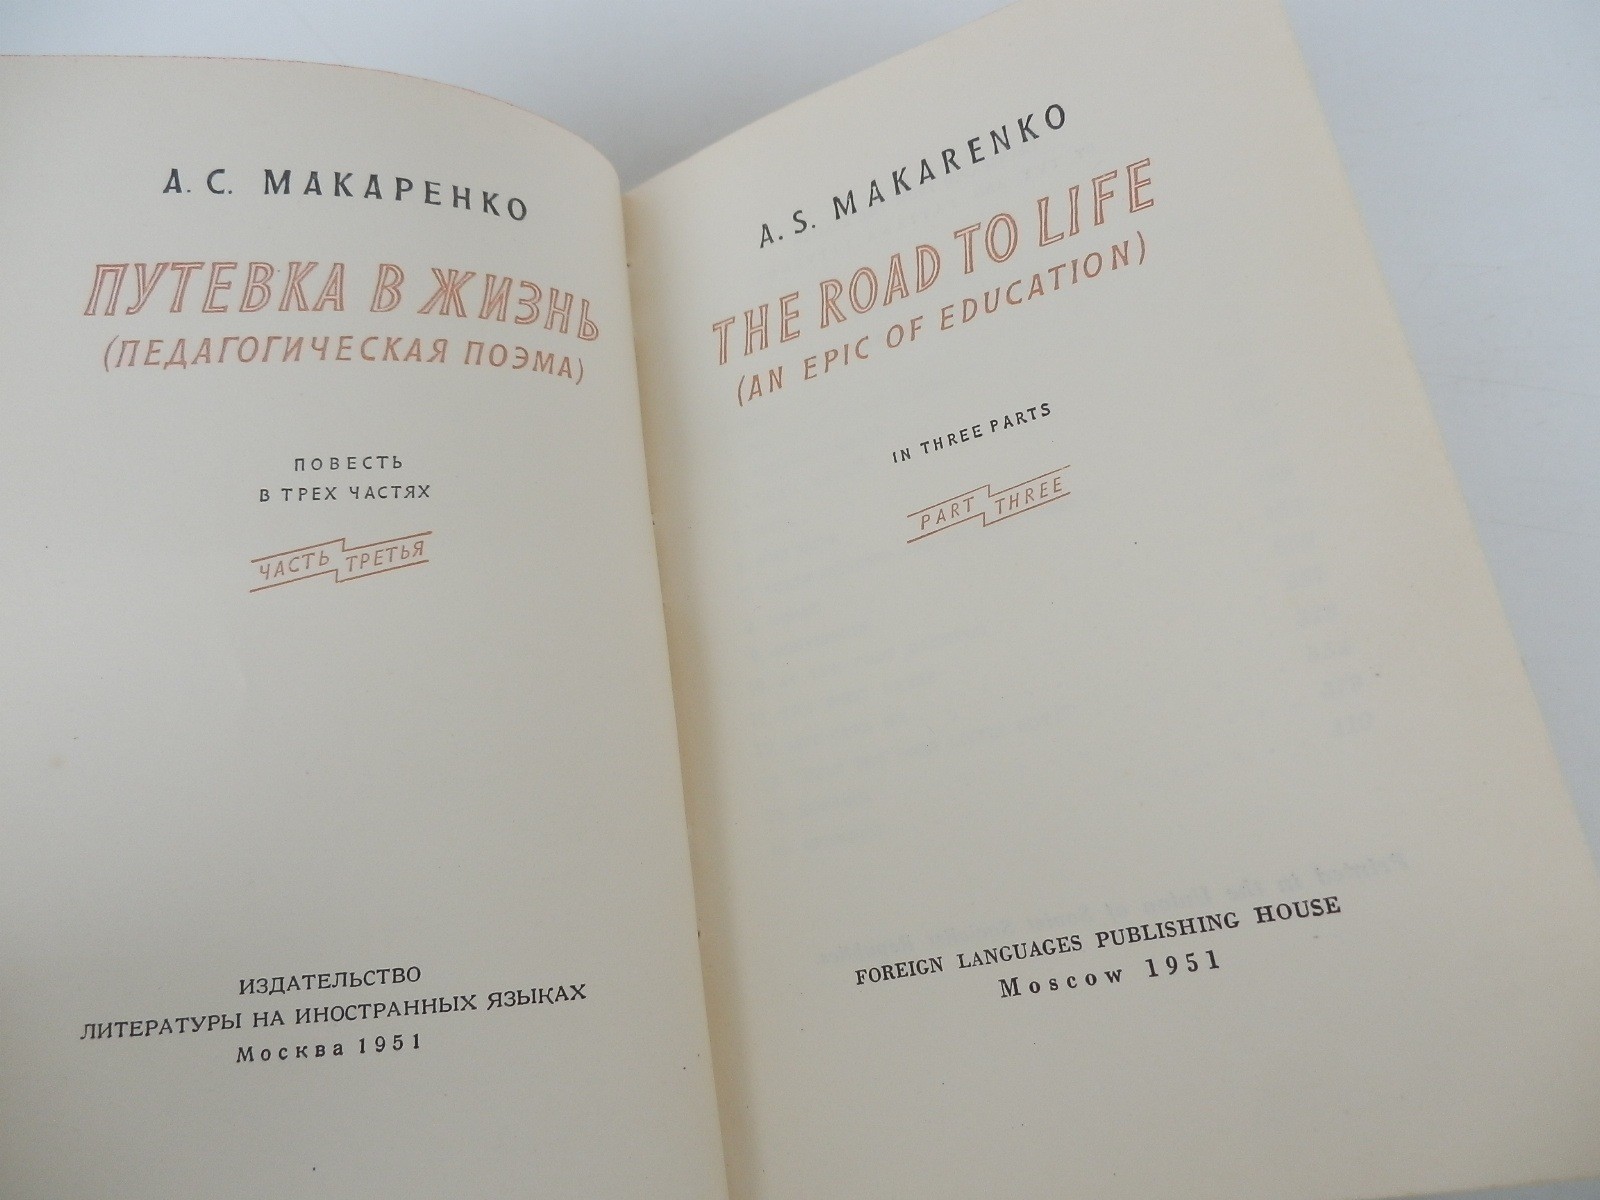 А. С. МАКАРЕНКО
ПУТЕВКА В ЖИЗНЬ
(ПЕДАГОГИЧЕСКАЯ ПОЭМА)
ПОВЕСТЬ
В ТРЕХ ЧАСТЯХ
ЧАСТЬ ТРЕТЬЯ
ИЗДАТЕЛЬСТВО
ЛИТЕРАТУРЫ НА ИНОСТРАННЫХ ЯЗЫКАХ
Москва 1951
A. S. MAKARENKO
THE ROAD TO LIFE
(AN EPIC OF EDUCATION)
IN THREE PARTS
PART THREE
FOREIGN LANGUAGES PUBLISHING HOUSE
Moscow 1951